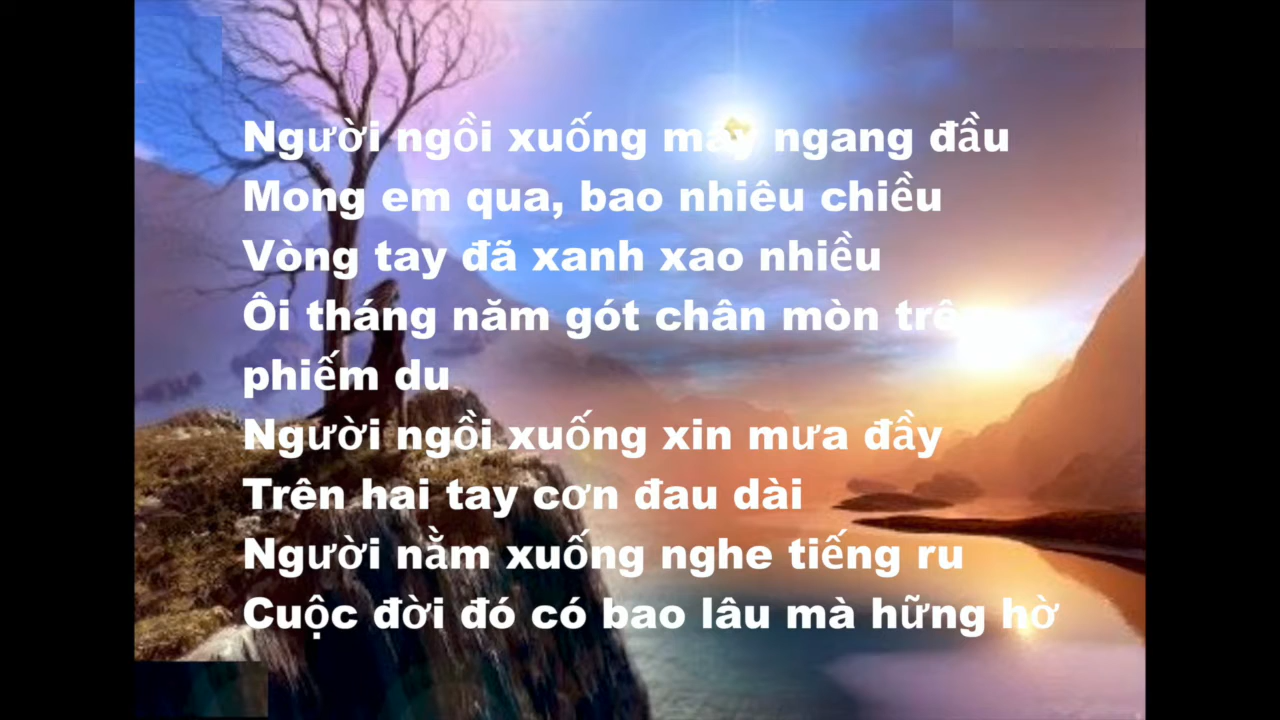 Người ngồi xuống mây ngang đầu
Mong em qua, bao nhiêu chiều
Vòng tay đã xanh xao nhiều
Ôi tháng năm gót chân mòn trên
phiếm du
Người ngồi xuống xin mưa đầy
Trên hai tay cơn đau dài
Người nằm xuống nghe tiếng ru
Cuộc đời đó có bao lâu mà hững hờ